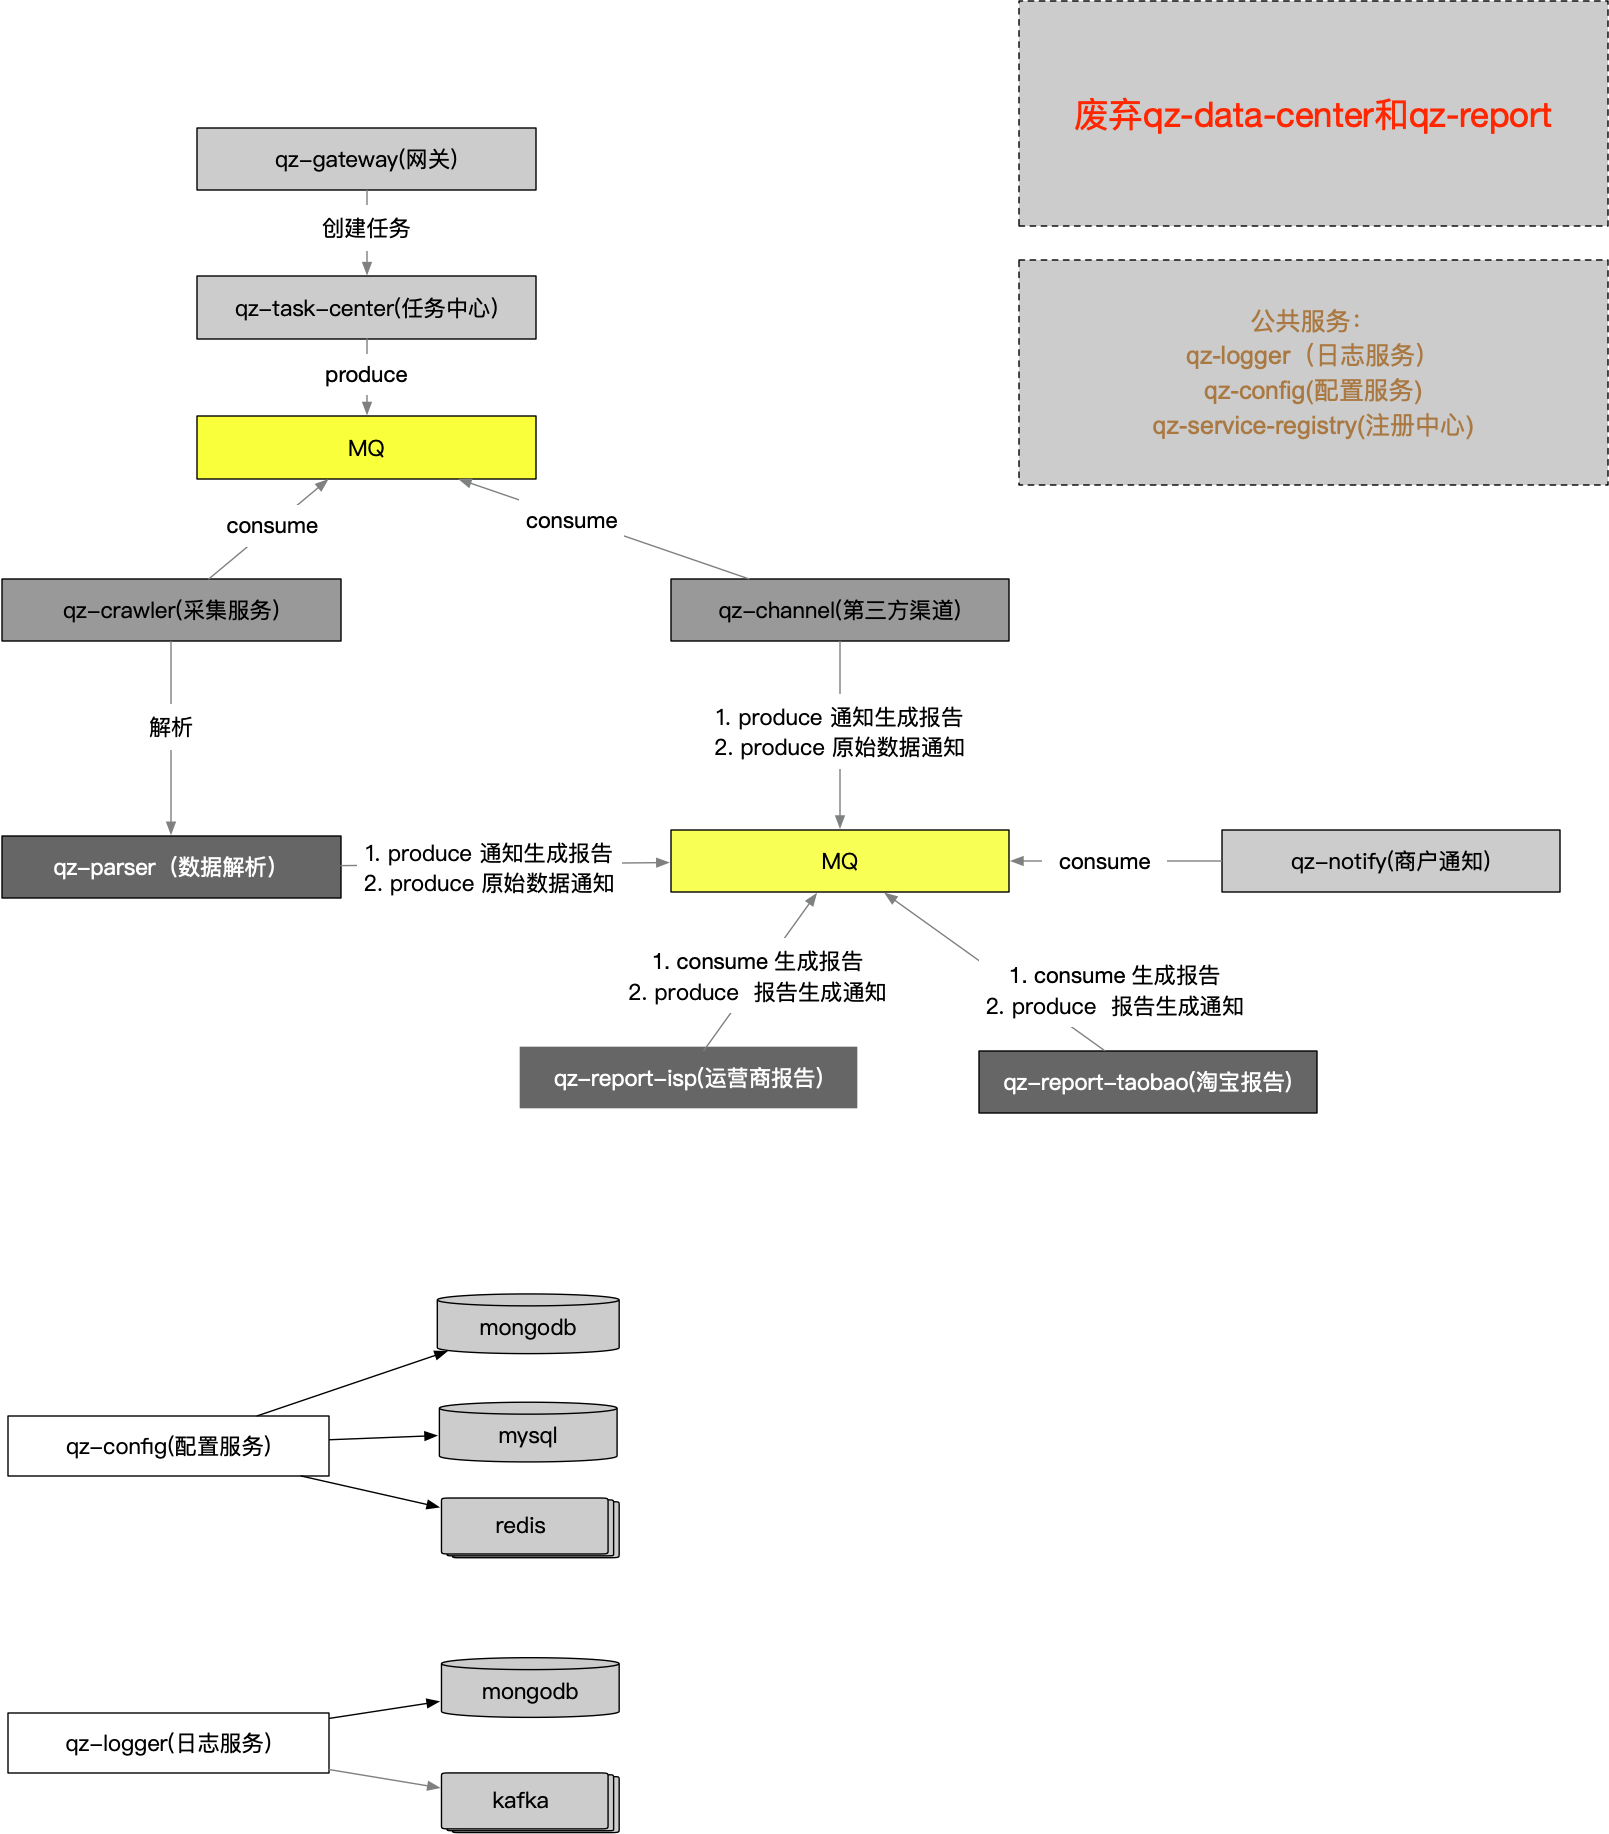 废弃qz-data-center和qz-report
qz-gateway(网关)
创建任务
qz-task-center(任务中心)
produce
MQ
公共服务：
qz-logger（日志服务）
qz-config(配置服务)
qz-service-registry(注册中心)
consume
consume
qz-crawler(采集服务)
qz-channel(第三方渠道)
解析
1. produce 通知生成报告
2. produce 原始数据通知
qz-parser（数据解析）
1. produce 通知生成报告
2. produce 原始数据通知
MQ
consume
qz-notify(商户通知)
1. consume 生成报告
2. produce 报告生成通知
1. consume 生成报告
2. produce 报告生成通知
qz-report-isp(运营商报告)
qz-report-taobao(淘宝报告)
mongodb
qz-config(配置服务)
mysql
redis
mongodb
qz-logger(日志服务)
kafka